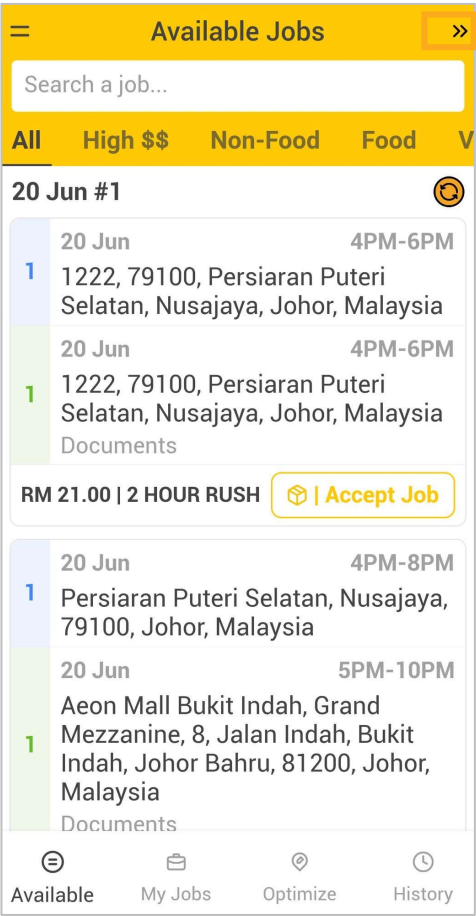 Available Jobs
Search a job...
All High $$ Non-Food Food V
20 Jun #1
20 Jun 4PM-6PM
1
1222, 79100, Persiaran Puteri
Selatan, Nusajaya, Johor, Malaysia
20 Jun 4PM-6PM
1
1222, 79100, Persiaran Puteri
Selatan, Nusajaya, Johor, Malaysia
Documents
RM 21.00 | 2 HOUR RUSH | Accept Job
20 Jun 4PM-8PM
1
Persiaran Puteri Selatan, Nusajaya,
79100, Johor, Malaysia
20 Jun 5PM-10PM
1
Aeon Mall Bukit Indah, Grand
Mezzanine, 8, Jalan Indah, Bukit
Indah, Johor Bahru, 81200, Johor,
Malaysia
Documents
Available My Jobs Optimize History